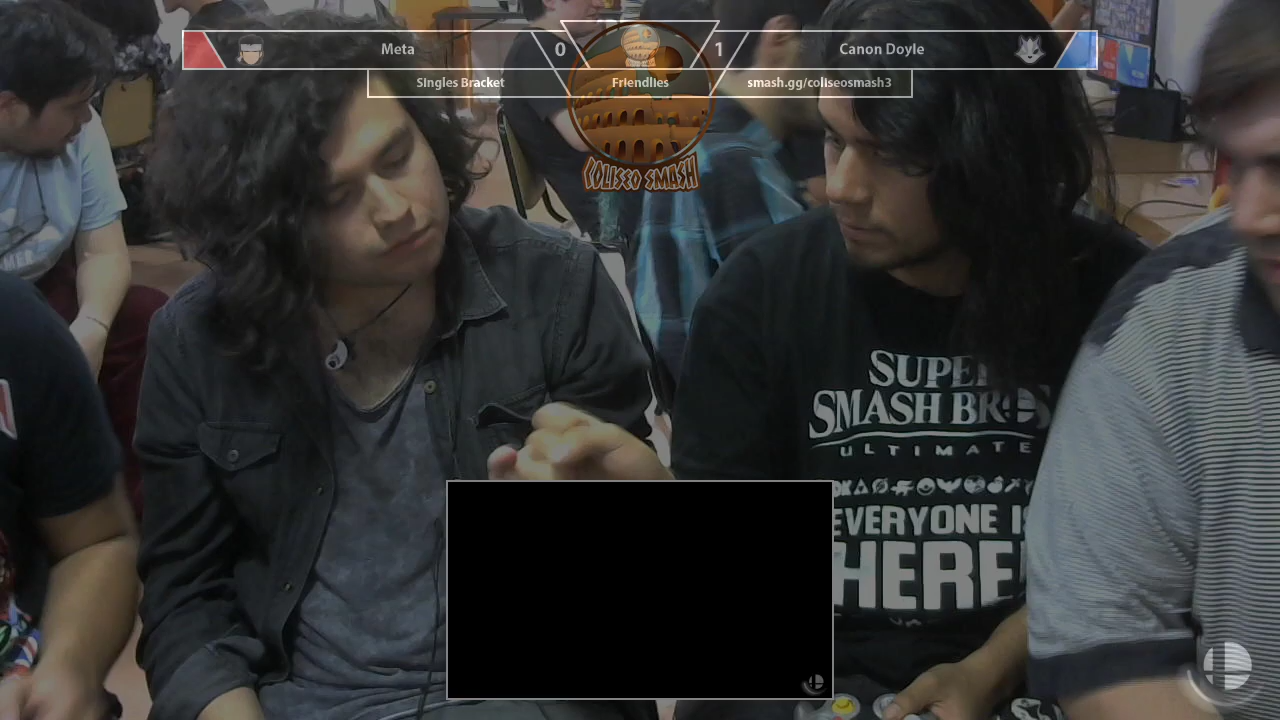 Meta
0
1
Canon Doyle
Singles Bracket
Friendlies
smash.gg/coliseosmash3
COLISEO SMASH
SUPER
SMASH BROS
ULTIMATE
EVERYONE IS
HERE!